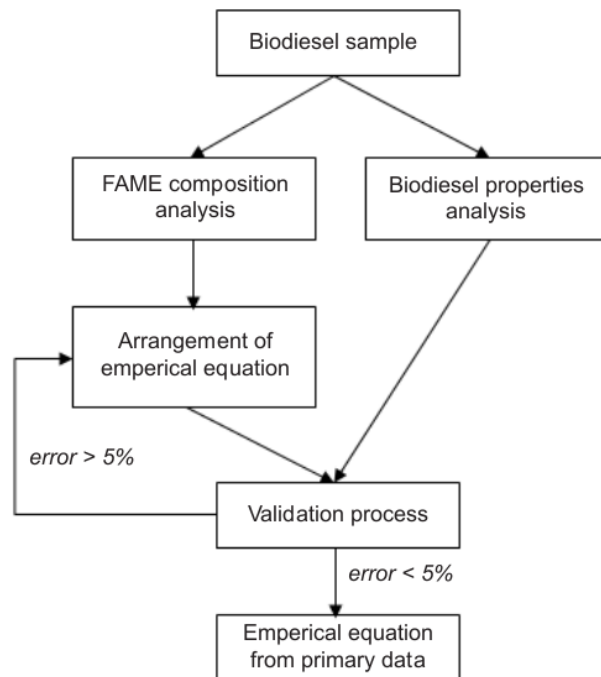 Biodiesel sample
FAME composition
analysis
Biodiesel properties
analysis
Arrangement of
emperical equation
error > 5%
Validation process
error < 5%
Emperical equation
from primary data